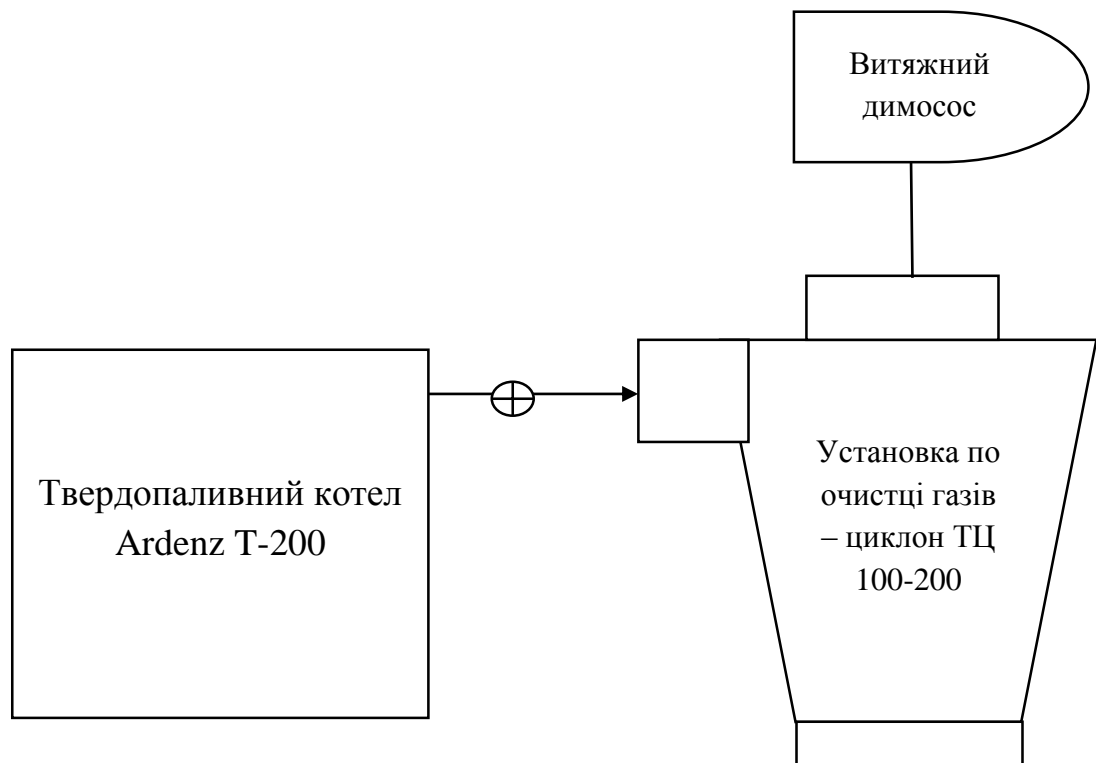 Витяжний
димосос
Твердопаливний котел
Ardenz T-200
Установка по
очистці газів
– циклон ТЦ
100-200